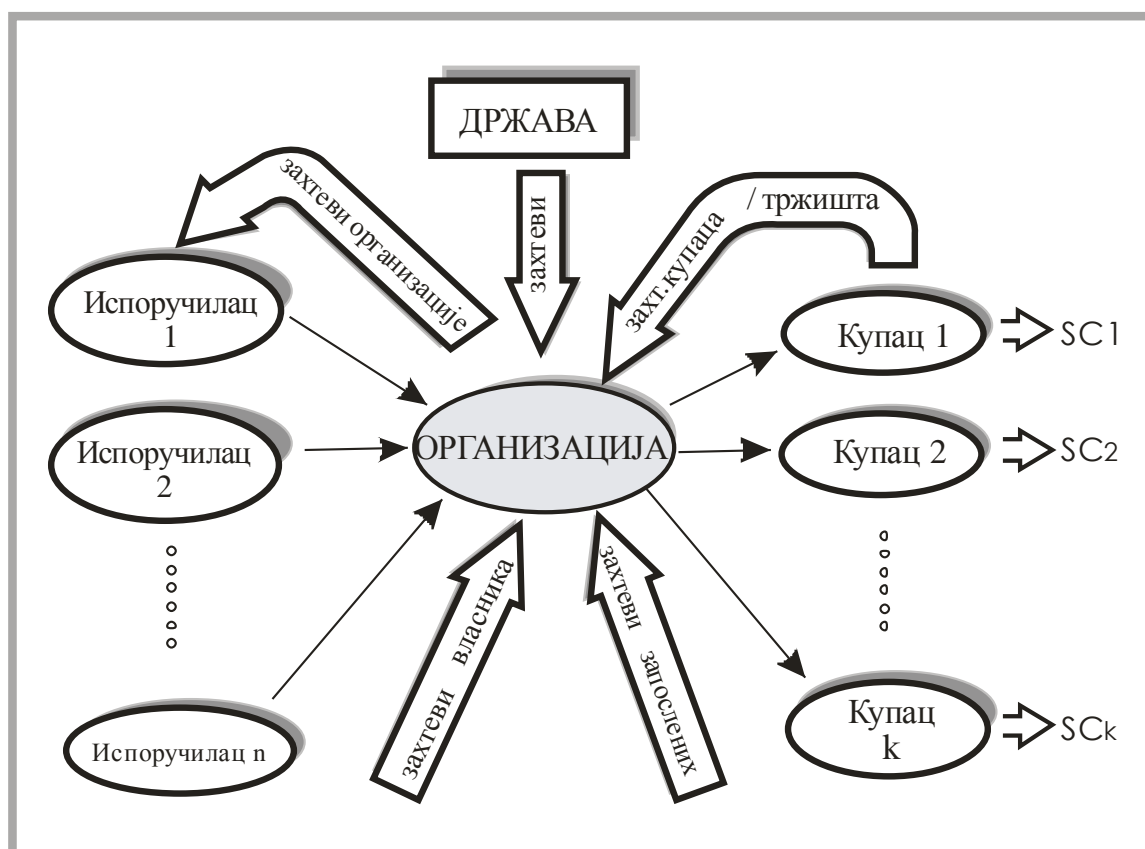 ДРЖАВА
захтеви организације
захтеви
захт.купаца / тржишта
Испоручилац
1
Купац 1
SC1
Испоручилац
2
ОРГАНИЗАЦИЈА
Купац 2
SC2
захтеви власника
захтеви запослених
Испоручилац n
Купац
k
SCk